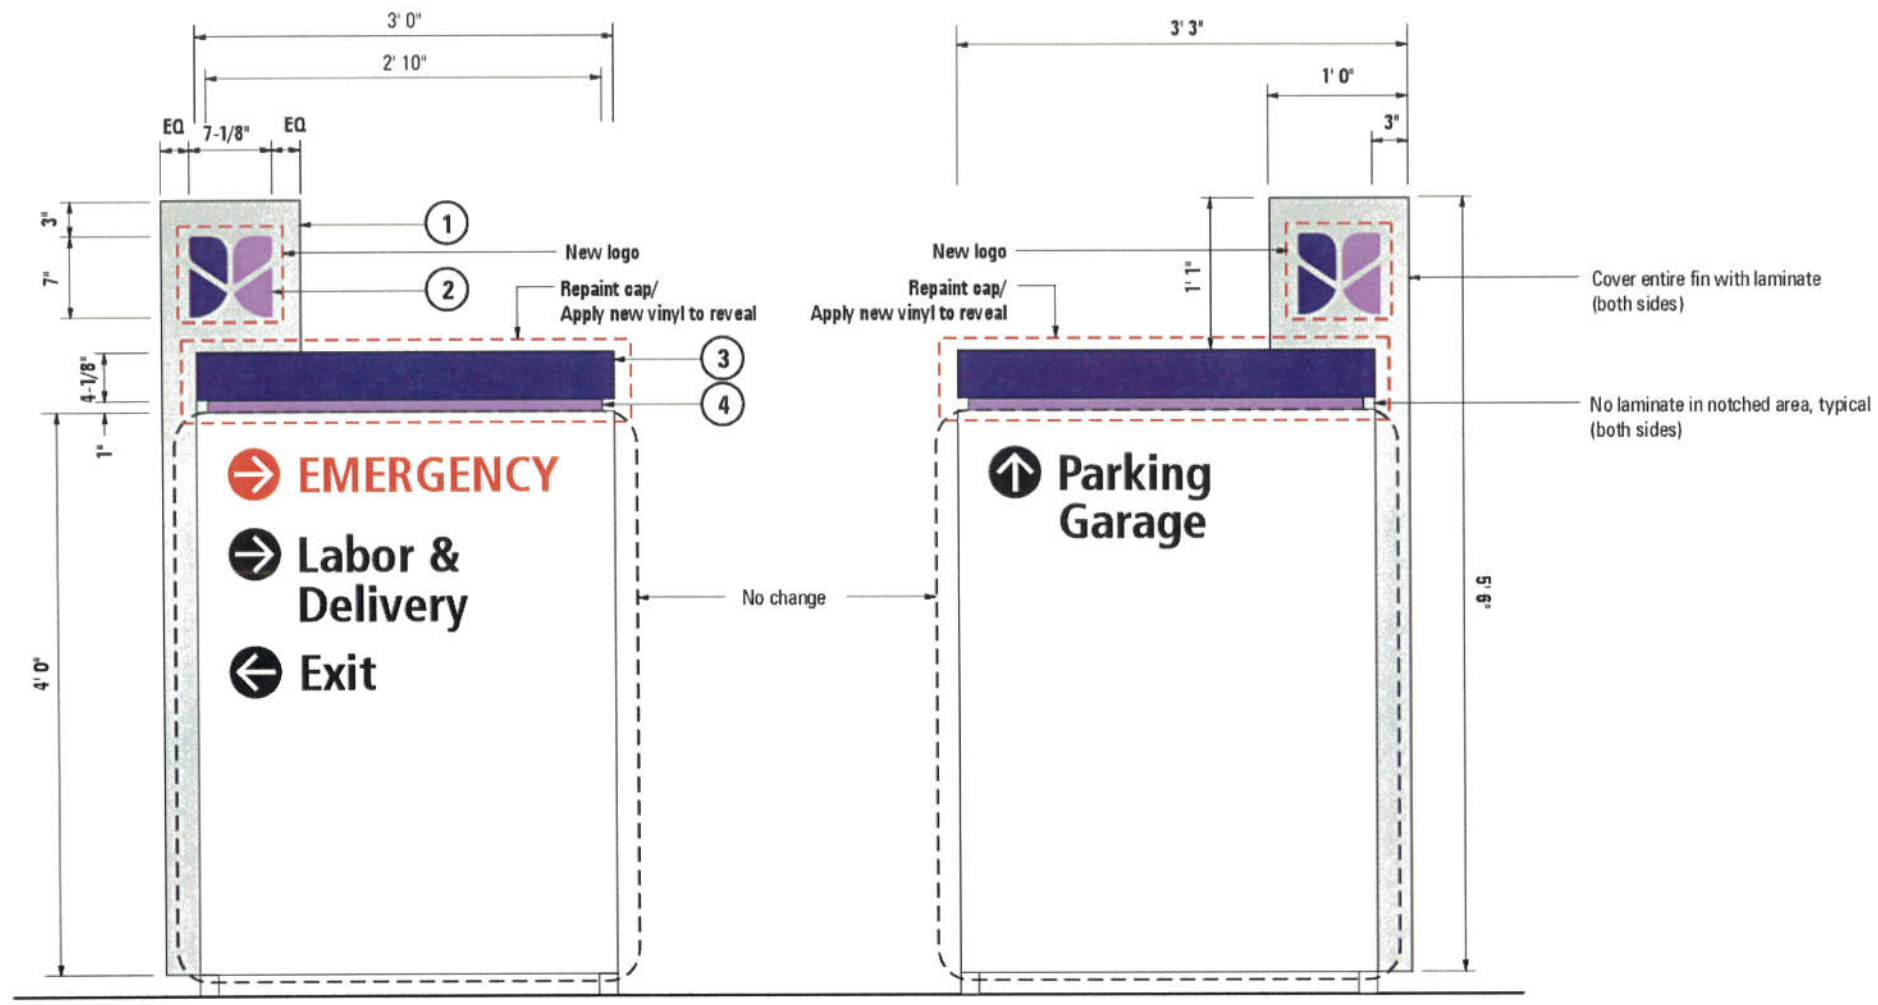 3' 0"
2' 10"
EQ
7-1/8"
EQ
3"
7"
4-1/8"
1"
4' 0"
1
New logo
2
Repaint cap/
Apply new vinyl to reveal
3
4
EMERGENCY
Labor &
Delivery
Exit
No change
3' 3"
1' 0"
3"
1' 1"
New logo
Repaint cap/
Apply new vinyl to reveal
Cover entire fin with laminate
(both sides)
No laminate in notched area, typical
(both sides)
Parking
Garage
5' 6"